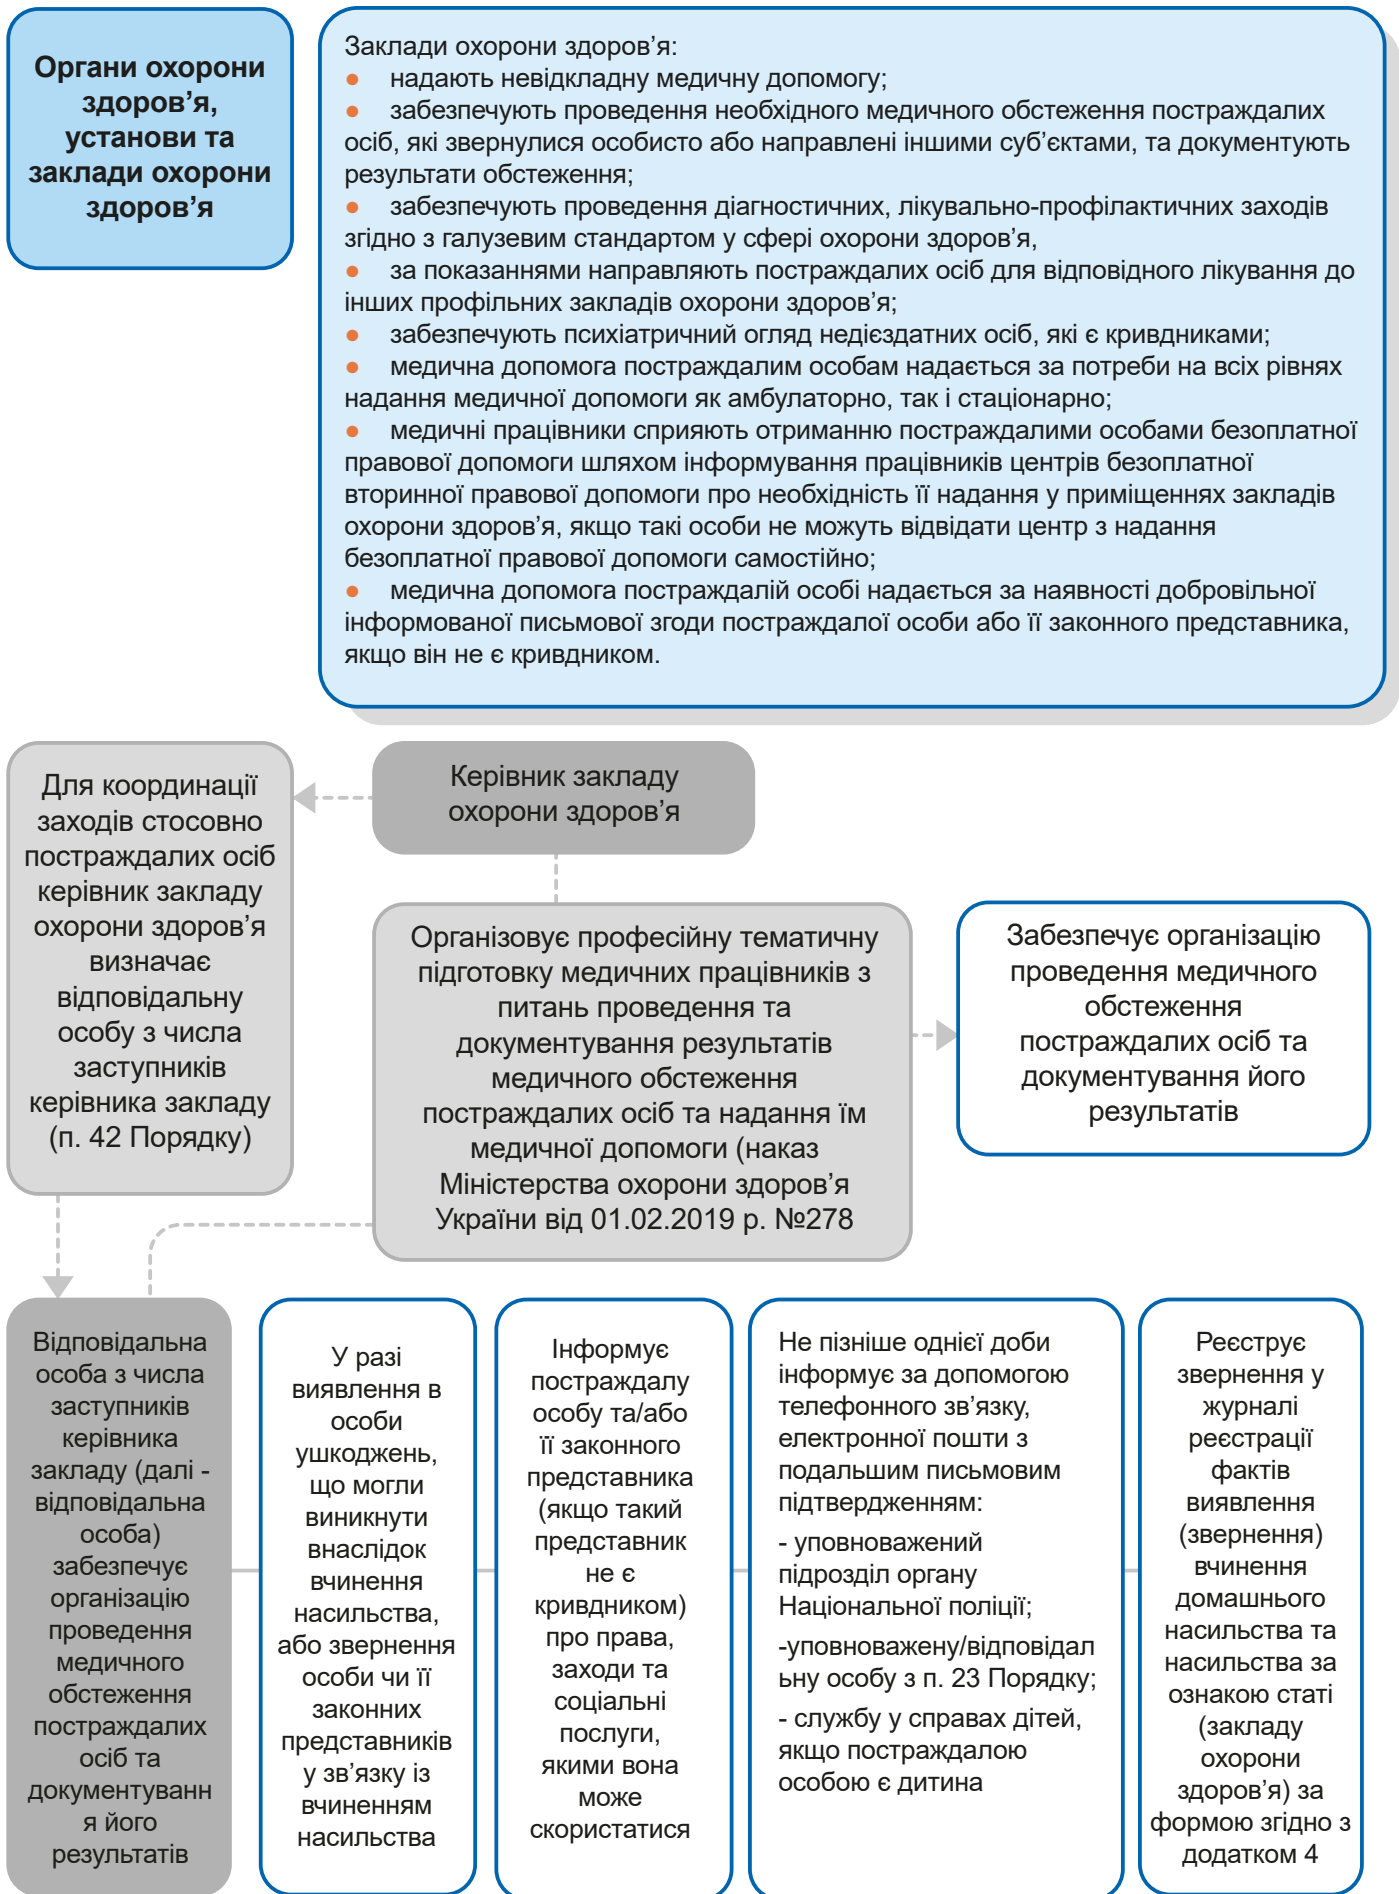 Органи охорони
здоров’я,
установи та
заклади охорони
здоров’я
Заклади охорони здоров’я:
● надають невідкладну медичну допомогу;
● забезпечують проведення необхідного медичного обстеження постраждалих
осіб, які звернулися особисто або направлені іншими суб’єктами, та документують
результати обстеження;
● забезпечують проведення діагностичних, лікувально-профілактичних заходів
згідно з галузевим стандартом у сфері охорони здоров’я,
● за показаннями направляють постраждалих осіб для відповідного лікування до
інших профільних закладів охорони здоров’я;
● забезпечують психіатричний огляд недієздатних осіб, які є кривдниками;
● медична допомога постраждалим особам надається за потреби на всіх рівнях
надання медичної допомоги як амбулаторно, так і стаціонарно;
● медичні працівники сприяють отриманню постраждалими особами безоплатної
правової допомоги шляхом інформування працівників центрів безоплатної
вторинної правової допомоги про необхідність її надання у приміщеннях закладів
охорони здоров’я, якщо такі особи не можуть відвідати центр з надання
безоплатної правової допомоги самостійно;
● медична допомога постраждалій особі надається за наявності добровільної
інформованої письмової згоди постраждалої особи або її законного представника,
якщо він не є кривдником.
Для координації
заходів стосовно
постраждалих осіб
керівник закладу
охорони здоров’я
визначає
відповідальну
особу з числа
заступників
керівника закладу
(п. 42 Порядку)
Керівник закладу
охорони здоров’я
Організовує професійну тематичну
підготовку медичних працівників з
питань проведення та
документування результатів
медичного обстеження
постраждалих осіб та надання їм
медичної допомоги (наказ
Міністерства охорони здоров’я
України від 01.02.2019 р. №278
Забезпечує організацію
проведення медичного
обстеження
постраждалих осіб та
документування його
результатів
Відповідальна
особа з числа
заступників
керівника
закладу (далі -
відповідальна
особа)
забезпечує
організацію
проведення
медичного
обстеження
постраждалих
осіб та
документуванн
я його
результатів
У разі
виявлення в
особи
ушкоджень,
що могли
виникнути
внаслідок
вчинення
насильства,
або звернення
особи чи її
законних
представників
у зв’язку із
вчиненням
насильства
Інформує
постраждалу
особу та/або
її законного
представника
(якщо такий
представник
не є
кривдником)
про права,
заходи та
соціальні
послуги,
якими вона
може
скористатися
Не пізніше однієї доби
інформує за допомогою
телефонного зв’язку,
електронної пошти з
подальшим письмовим
підтвердженням:
- уповноважений
підрозділ органу
Національної поліції;
-уповноважену/відповідал
ьну особу з п. 23 Порядку;
- службу у справах дітей,
якщо постраждалою
особою є дитина
Реєструє
звернення у
журналі
реєстрації
фактів
виявлення
(звернення)
вчинення
домашнього
насильства та
насильства за
ознакою статі
(закладу
охорони
здоров’я) за
формою згідно з
додатком 4